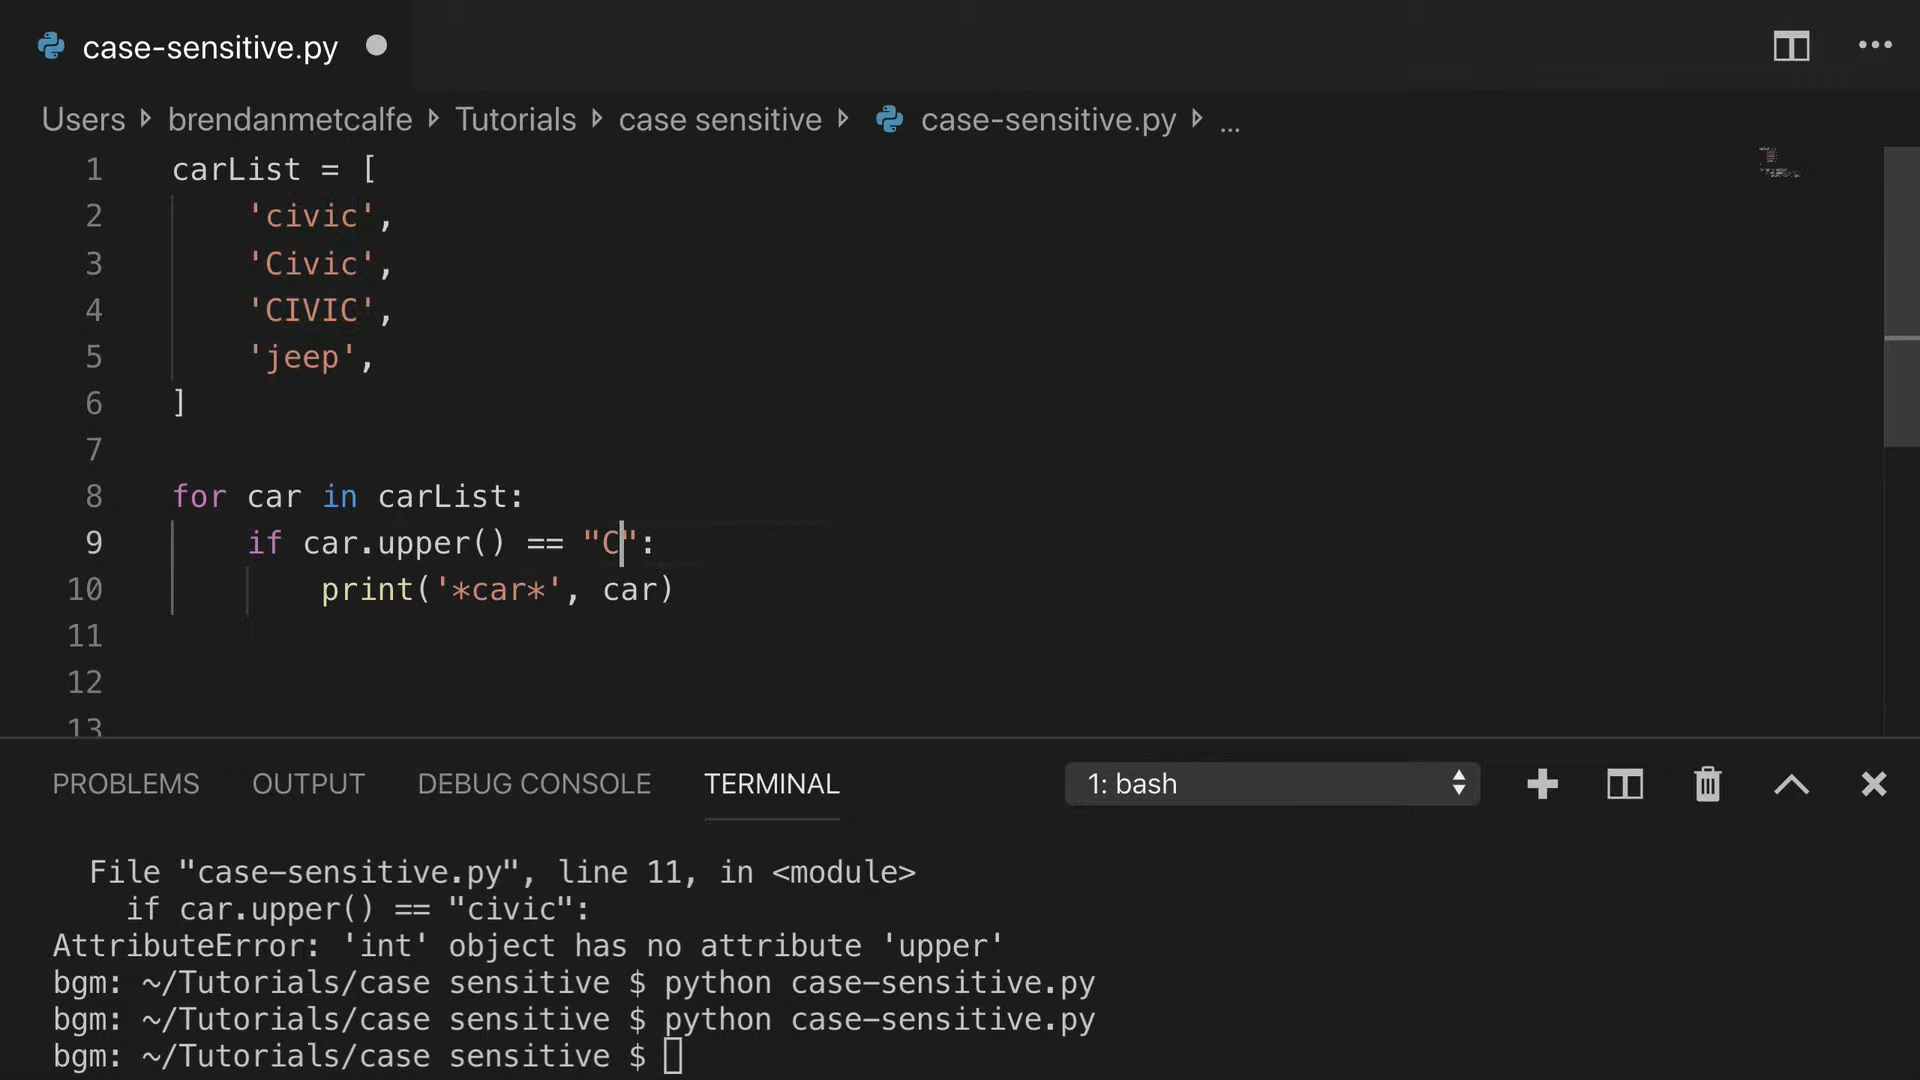 case-sensitive.py
Users brendanmetcalfe Tutorials case sensitive case-sensitive.py ...
1 carList = [
2 'civic',
3 'Civic',
4 'CIVIC',
5 'jeep',
6 ]
7
8 for car in carList:
9 if car.upper() == "C":
10 print('*car*', car)
11
12
13
PROBLEMS OUTPUT DEBUG CONSOLE TERMINAL 1: bash
File "case-sensitive.py", line 11, in <module>
if car.upper() == "civic":
AttributeError: 'int' object has no attribute 'upper'
bgm: ~/Tutorials/case sensitive $ python case-sensitive.py
bgm: ~/Tutorials/case sensitive $ python case-sensitive.py
bgm: ~/Tutorials/case sensitive $